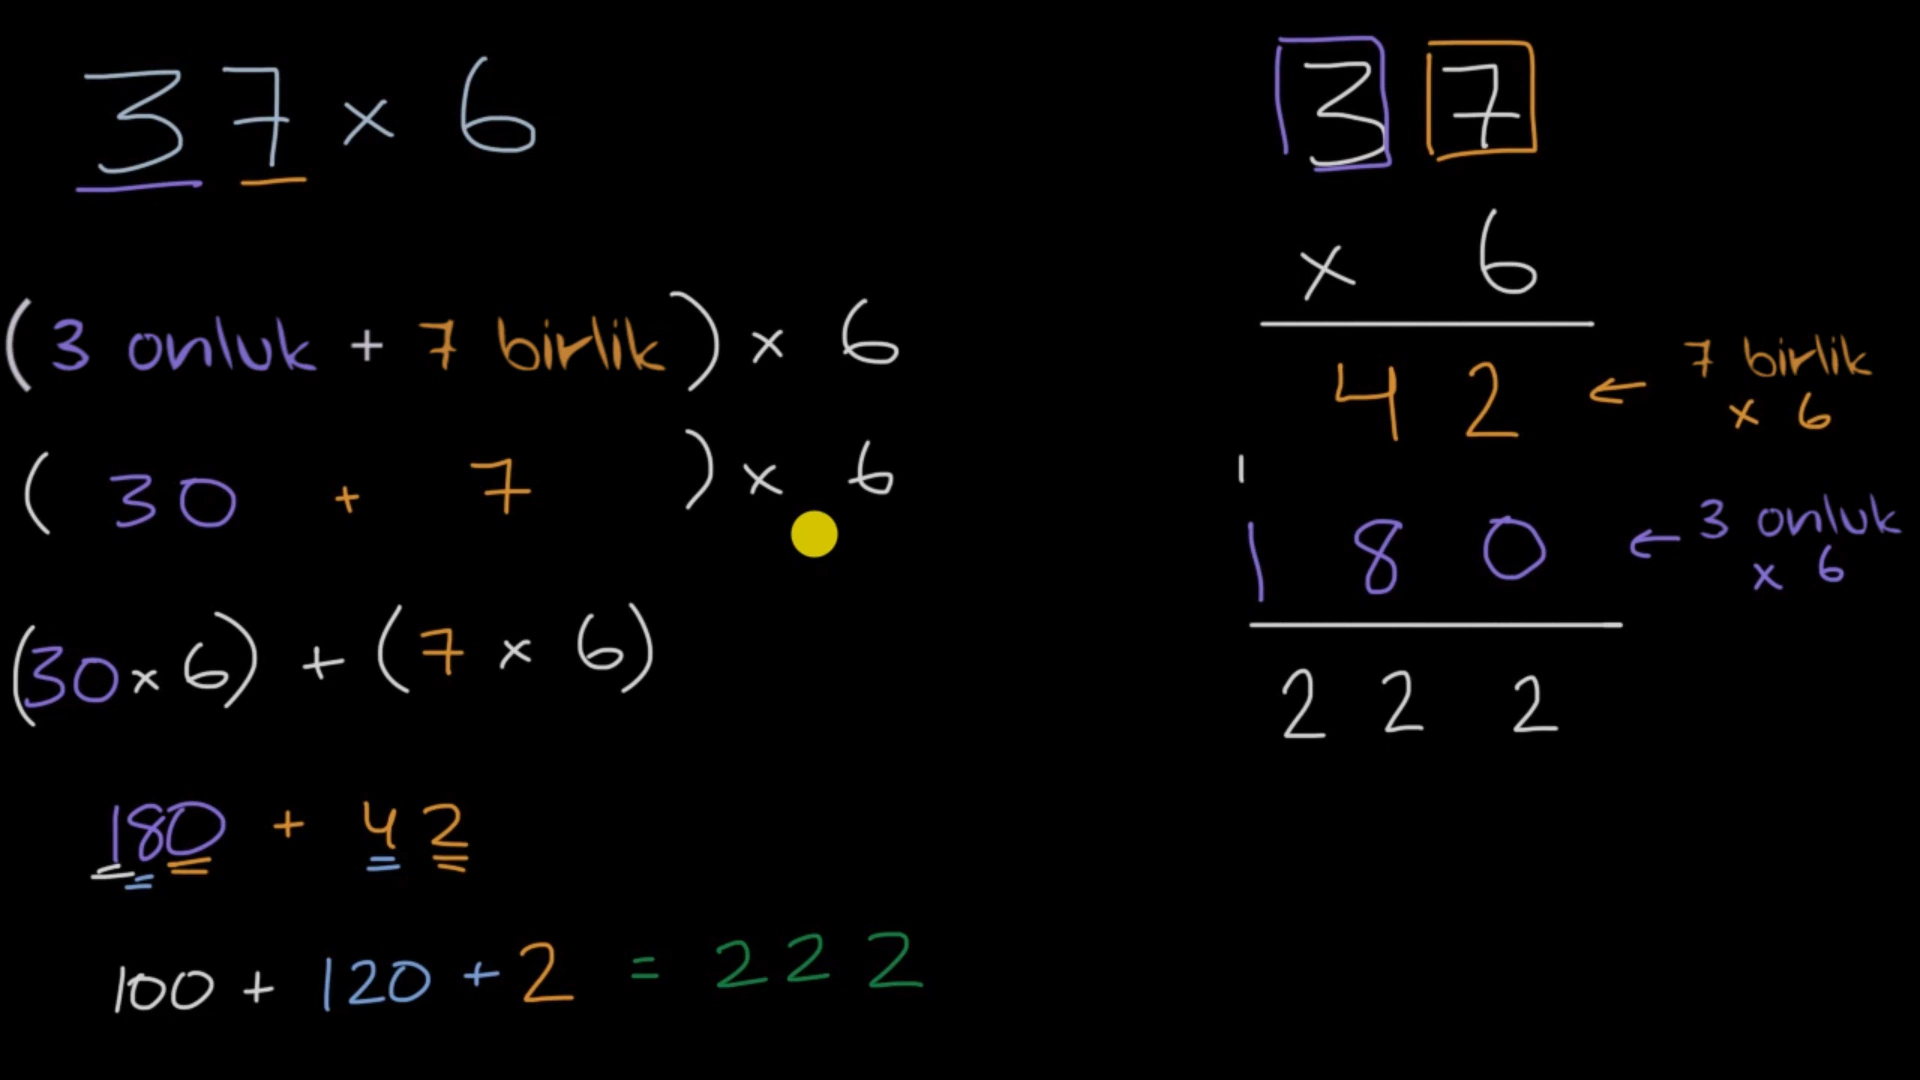 37 × 6
(3 onluk + 7 birlik) × 6
(30 + 7) × 6
(30 × 6) + (7 × 6)
180 + 42
100 + 120 + 2 = 222
37
× 6
42 ← 7 birlik
× 6
1
180 ← 3 onluk
× 6
222